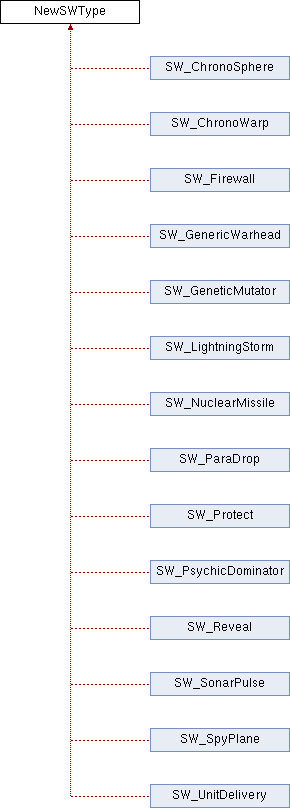 NewSWType
SW_ChronoSphere
SW_ChronoWarp
SW_Firewall
SW_GenericWarhead
SW_GeneticMutator
SW_LightningStorm
SW_NuclearMissile
SW_ParaDrop
SW_Protect
SW_PsychicDominator
SW_Reveal
SW_SonarPulse
SW_SpyPlane
SW_UnitDelivery